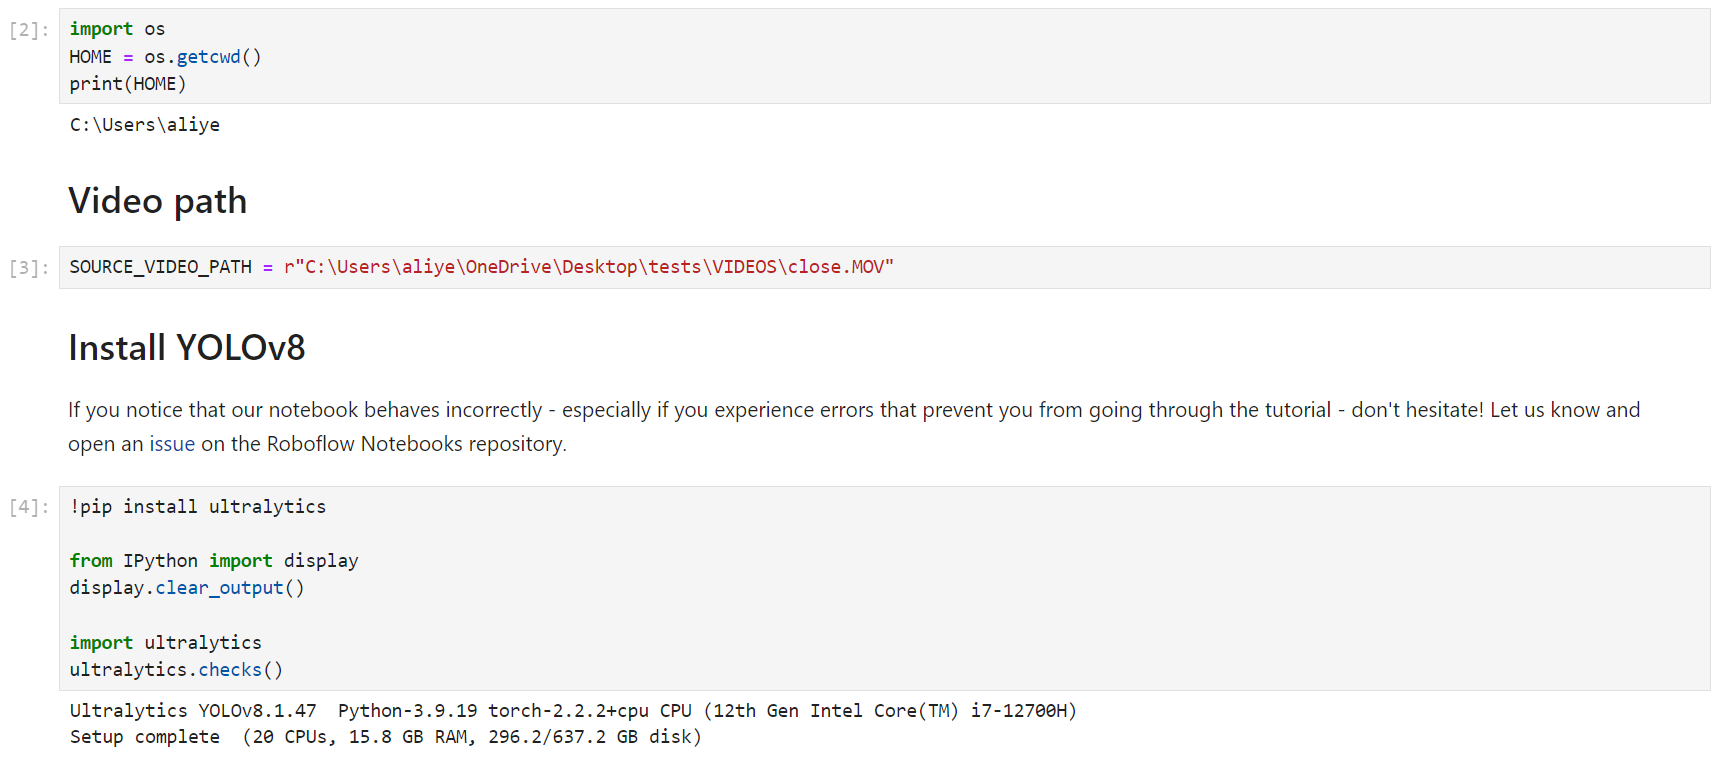 [2]: import os
HOME = os.getcwd()
print(HOME)
C:\Users\aliye
Video path
[3]: SOURCE_VIDEO_PATH = r"C:\Users\aliye\OneDrive\Desktop\tests\VIDEOS\close.MOV"
Install YOLOv8
If you notice that our notebook behaves incorrectly - especially if you experience errors that prevent you from going through the tutorial - don't hesitate! Let us know and
open an issue on the Roboflow Notebooks repository.
[4]: !pip install ultralytics
from IPython import display
display.clear_output()
import ultralytics
ultralytics.checks()
Ultralytics YOLOv8.1.47  Python-3.9.19 torch-2.2.2+cpu CPU (12th Gen Intel Core(TM) i7-12700H)
Setup complete  (20 CPUs, 15.8 GB RAM, 296.2/637.2 GB disk)